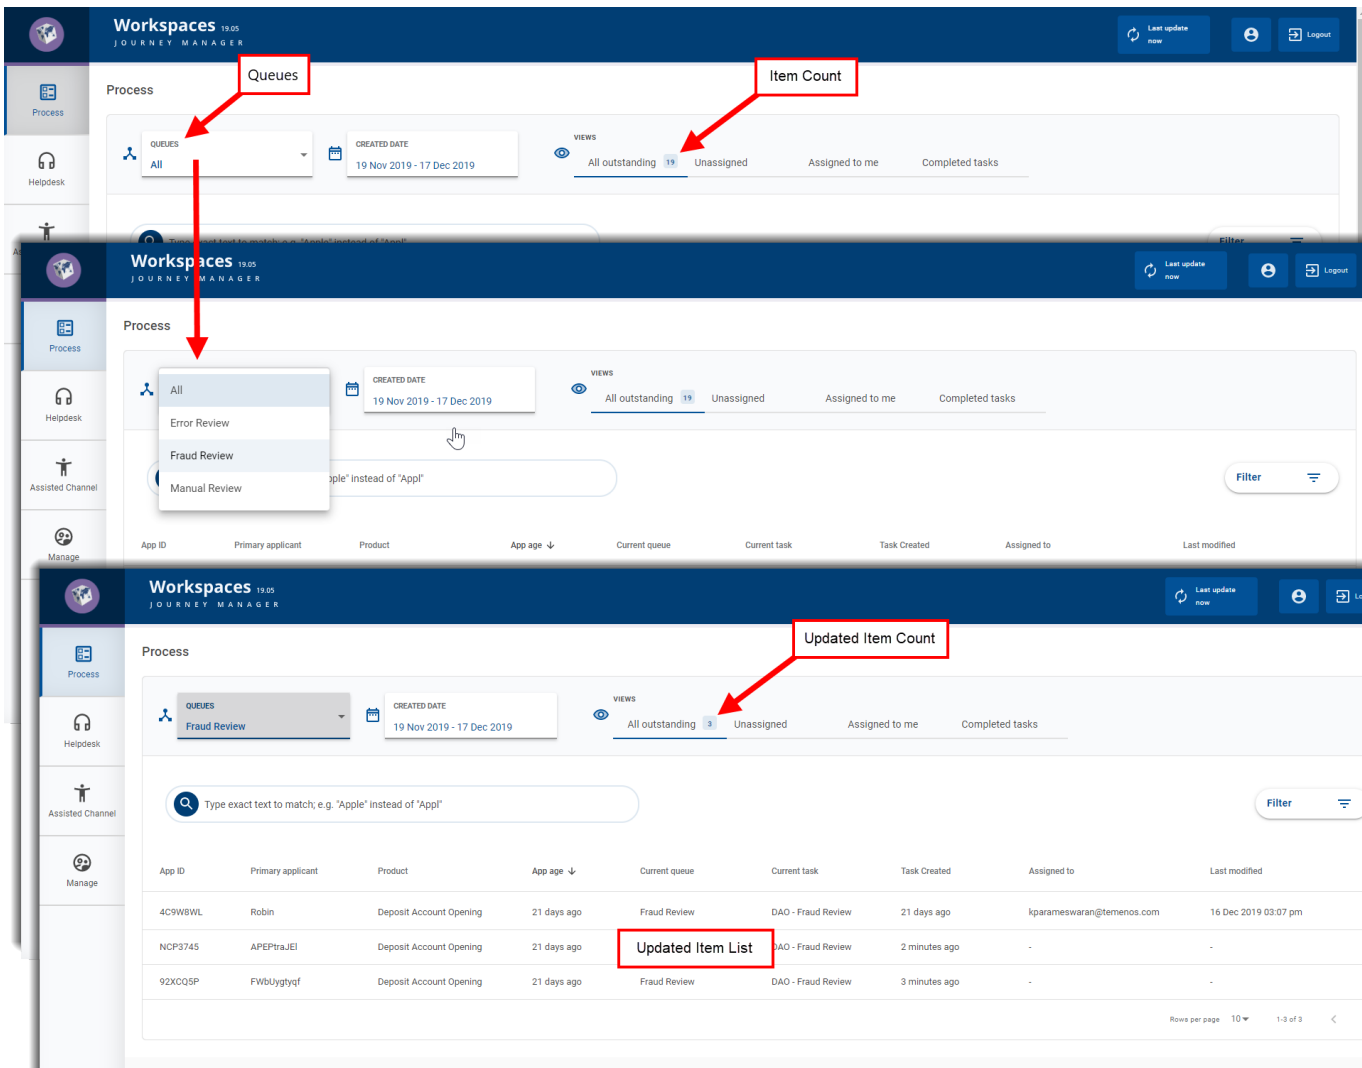 Workspaces 19.05
JOURNEY MANAGER
Last update
now
Logout
Queues
Item Count
Process
Process
QUEUES
All
CREATED DATE
19 Nov 2019 - 17 Dec 2019
VIEWS
All outstanding 19 Unassigned Assigned to me Completed tasks
Helpdesk
Type exact text to match; e.g. "Apple" instead of "Appl"
Filter
Workspaces 19.05
JOURNEY MANAGER
Last update
now
Logout
Process
Process
All
Error Review
Fraud Review
Manual Review
CREATED DATE
19 Nov 2019 - 17 Dec 2019
VIEWS
All outstanding 19 Unassigned Assigned to me Completed tasks
Helpdesk
instead of "Appl"
Filter
Assisted Channel
Manage
App ID Primary applicant Product App age Current queue Current task Task Created Assigned to Last modified
Workspaces 19.05
JOURNEY MANAGER
Last update
now
Updated Item Count
Process
Process
QUEUES
Fraud Review
CREATED DATE
19 Nov 2019 - 17 Dec 2019
VIEWS
All outstanding 3 Unassigned Assigned to me Completed tasks
Helpdesk
Type exact text to match; e.g. "Apple" instead of "Appl"
Filter
Assisted Channel
Manage
App ID Primary applicant Product App age Current queue Current task Task Created Assigned to Last modified
4C9W8WL Robin Deposit Account Opening 21 days ago Fraud Review DAO - Fraud Review 21 days ago kparameswaran@temenos.com 16 Dec 2019 03:07 pm
NCP3745 APEPtraJEl Deposit Account Opening 21 days ago Updated Item List DAO - Fraud Review 2 minutes ago - -
92XCQ5P FWbUygtyqf Deposit Account Opening 21 days ago Fraud Review DAO - Fraud Review 3 minutes ago - -
Rows per page 10 1-3 of 3